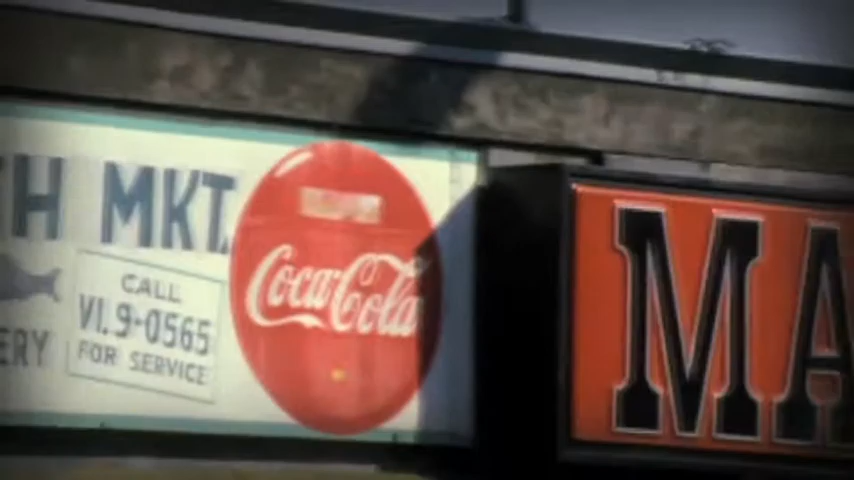 H MKT.
CALL
VI.9-0565
FOR SERVICE
ERY
Coca-Cola
MA